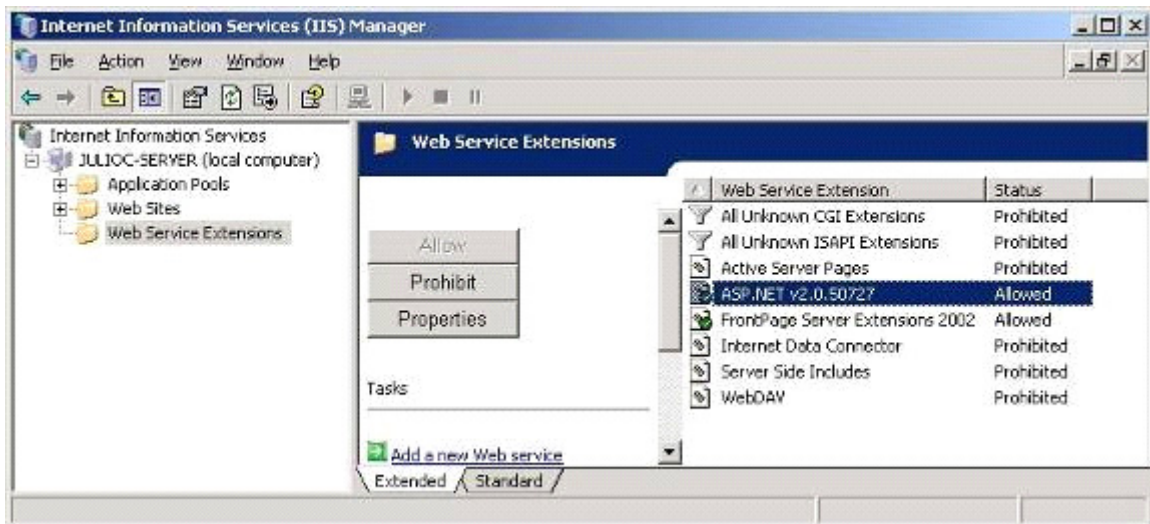 Internet Information Services (IIS) Manager
File Action View Window Help
Internet Information Services
JULIOC-SERVER (local computer)
Application Pools
Web Sites
Web Service Extensions
Web Service Extensions
Allow
Prohibit
Properties
Tasks
Add a new Web service
Web Service Extension Status
All Unknown CGI Extensions Prohibited
All Unknown ISAPI Extensions Prohibited
Active Server Pages Prohibited
ASP.NET v2.0.50727 Allowed
FrontPage Server Extensions 2002 Allowed
Internet Data Connector Prohibited
Server Side Includes Prohibited
WebDAV Prohibited
Extended Standard